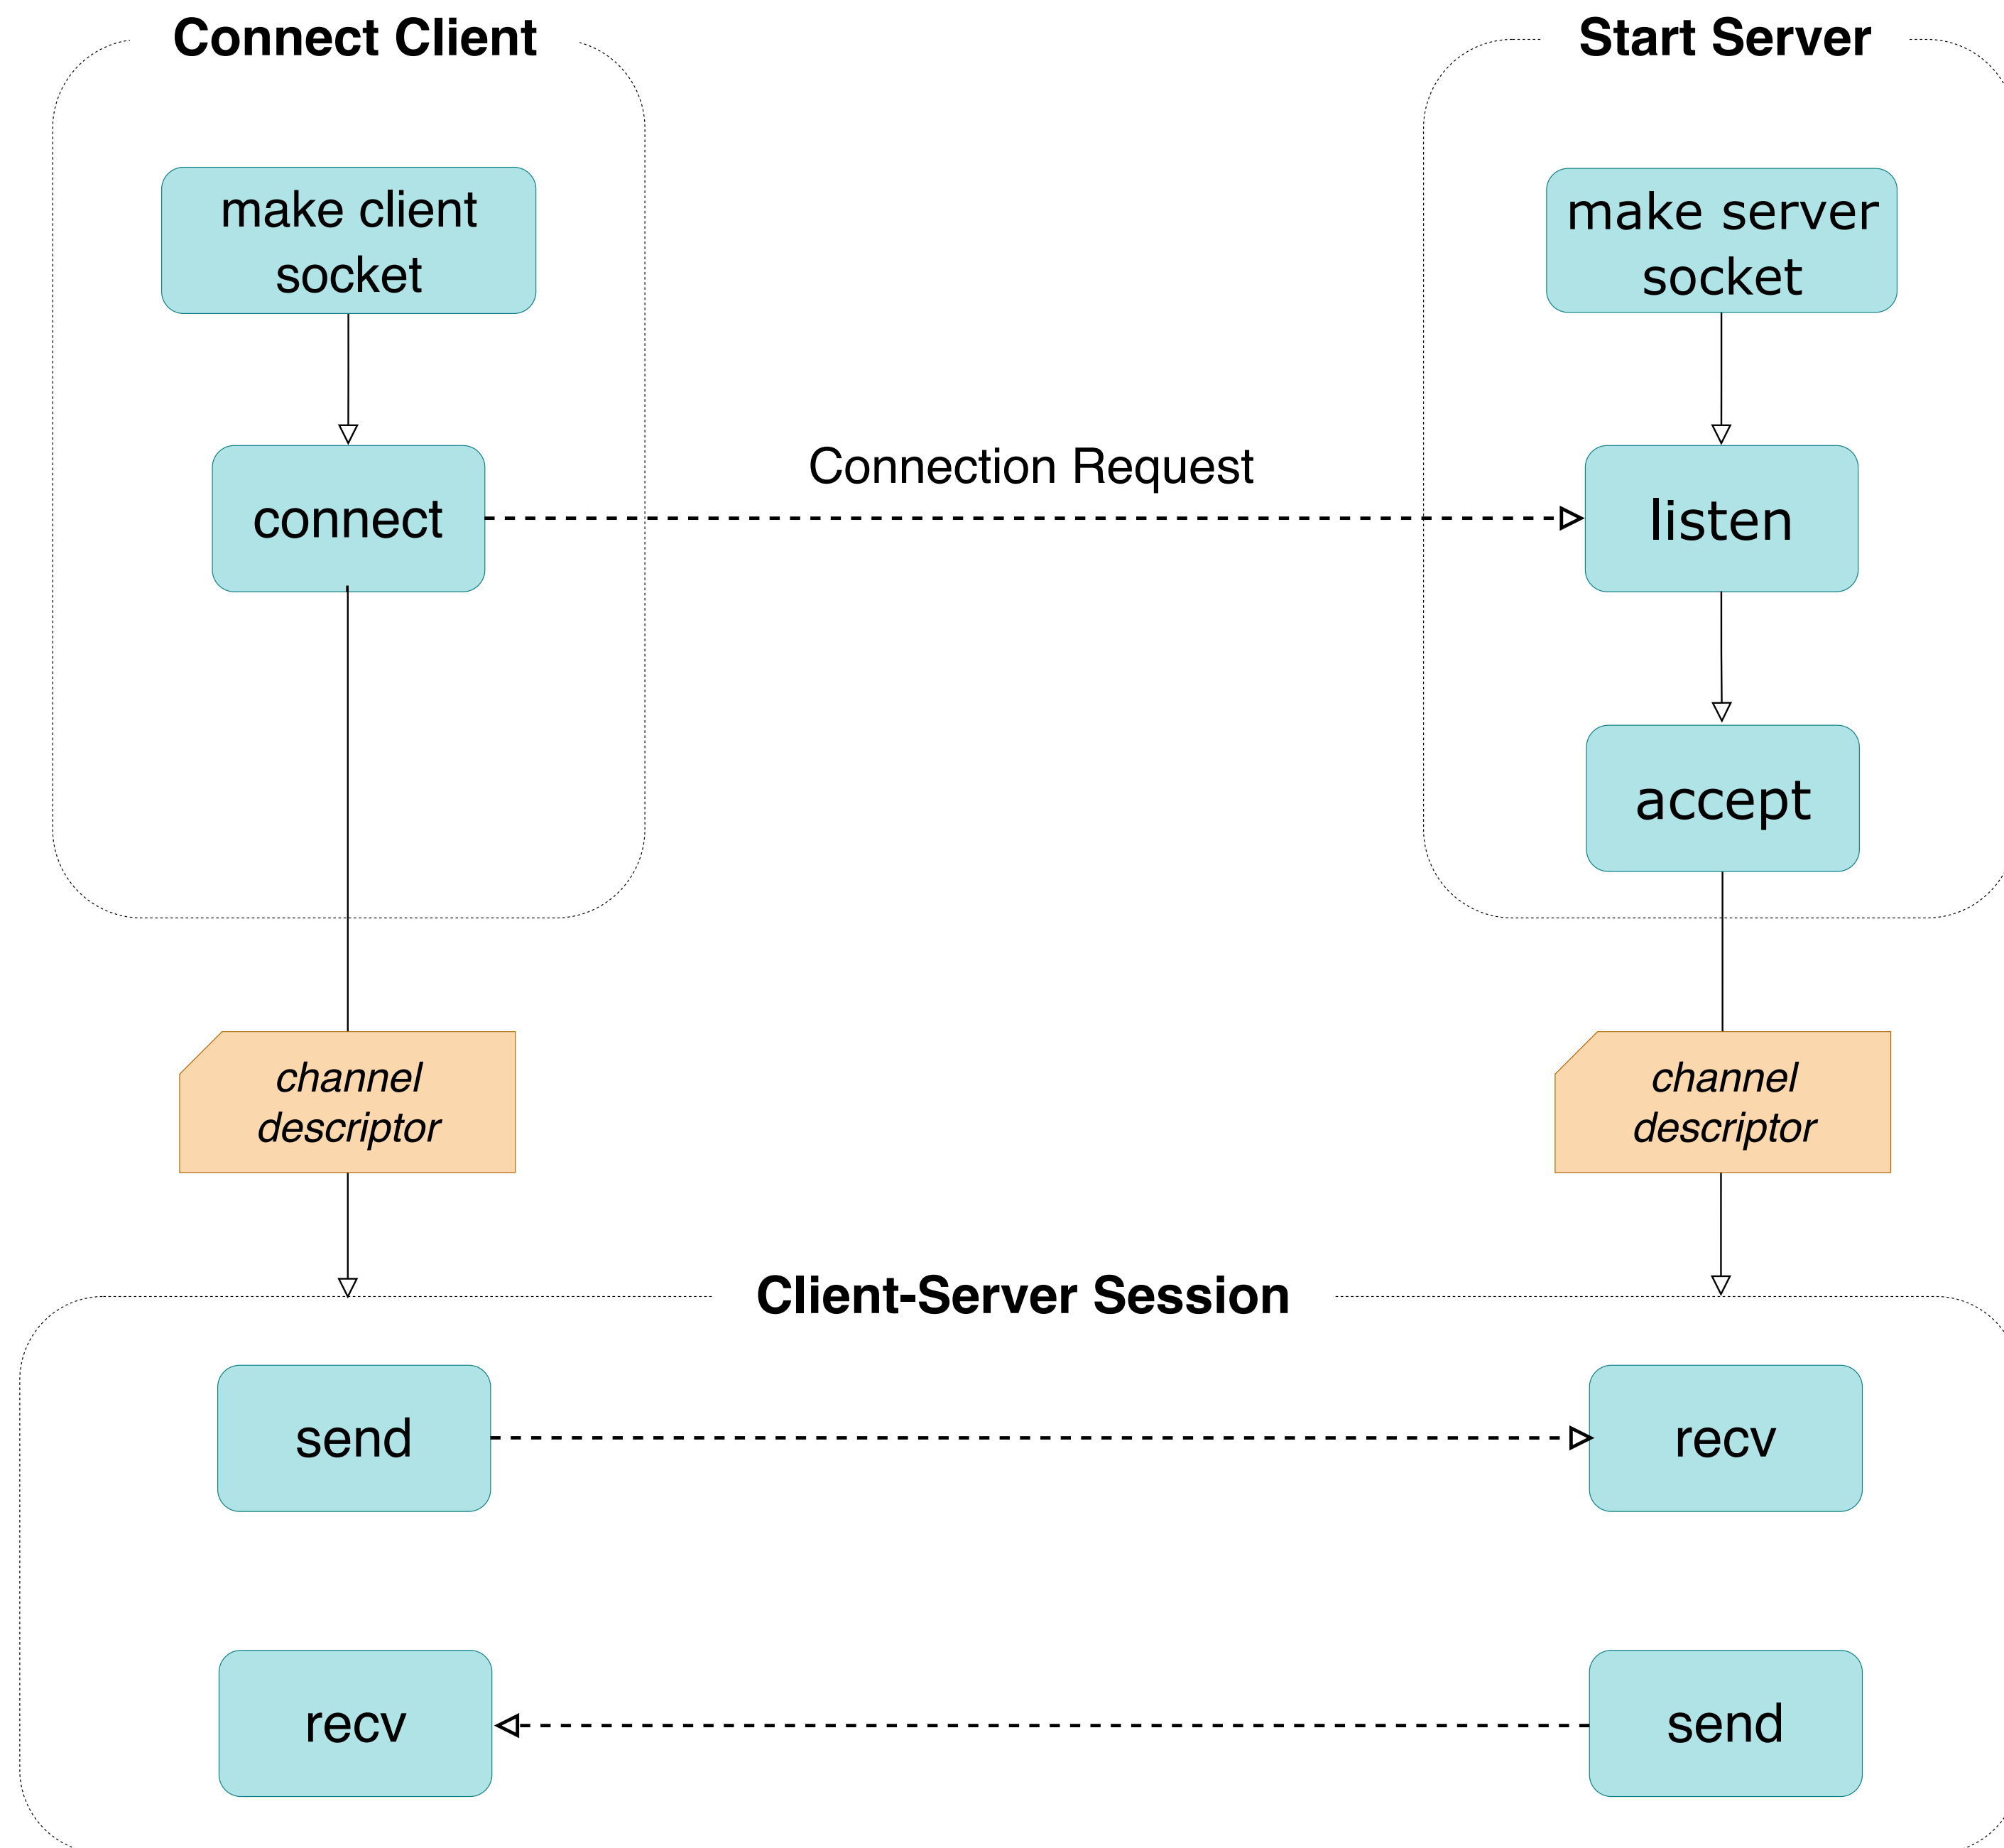 Connect Client
Start Server
make client
socket
make server
socket
Connection Request
connect
listen
accept
channel
descriptor
channel
descriptor
Client-Server Session
send
recv
recv
send